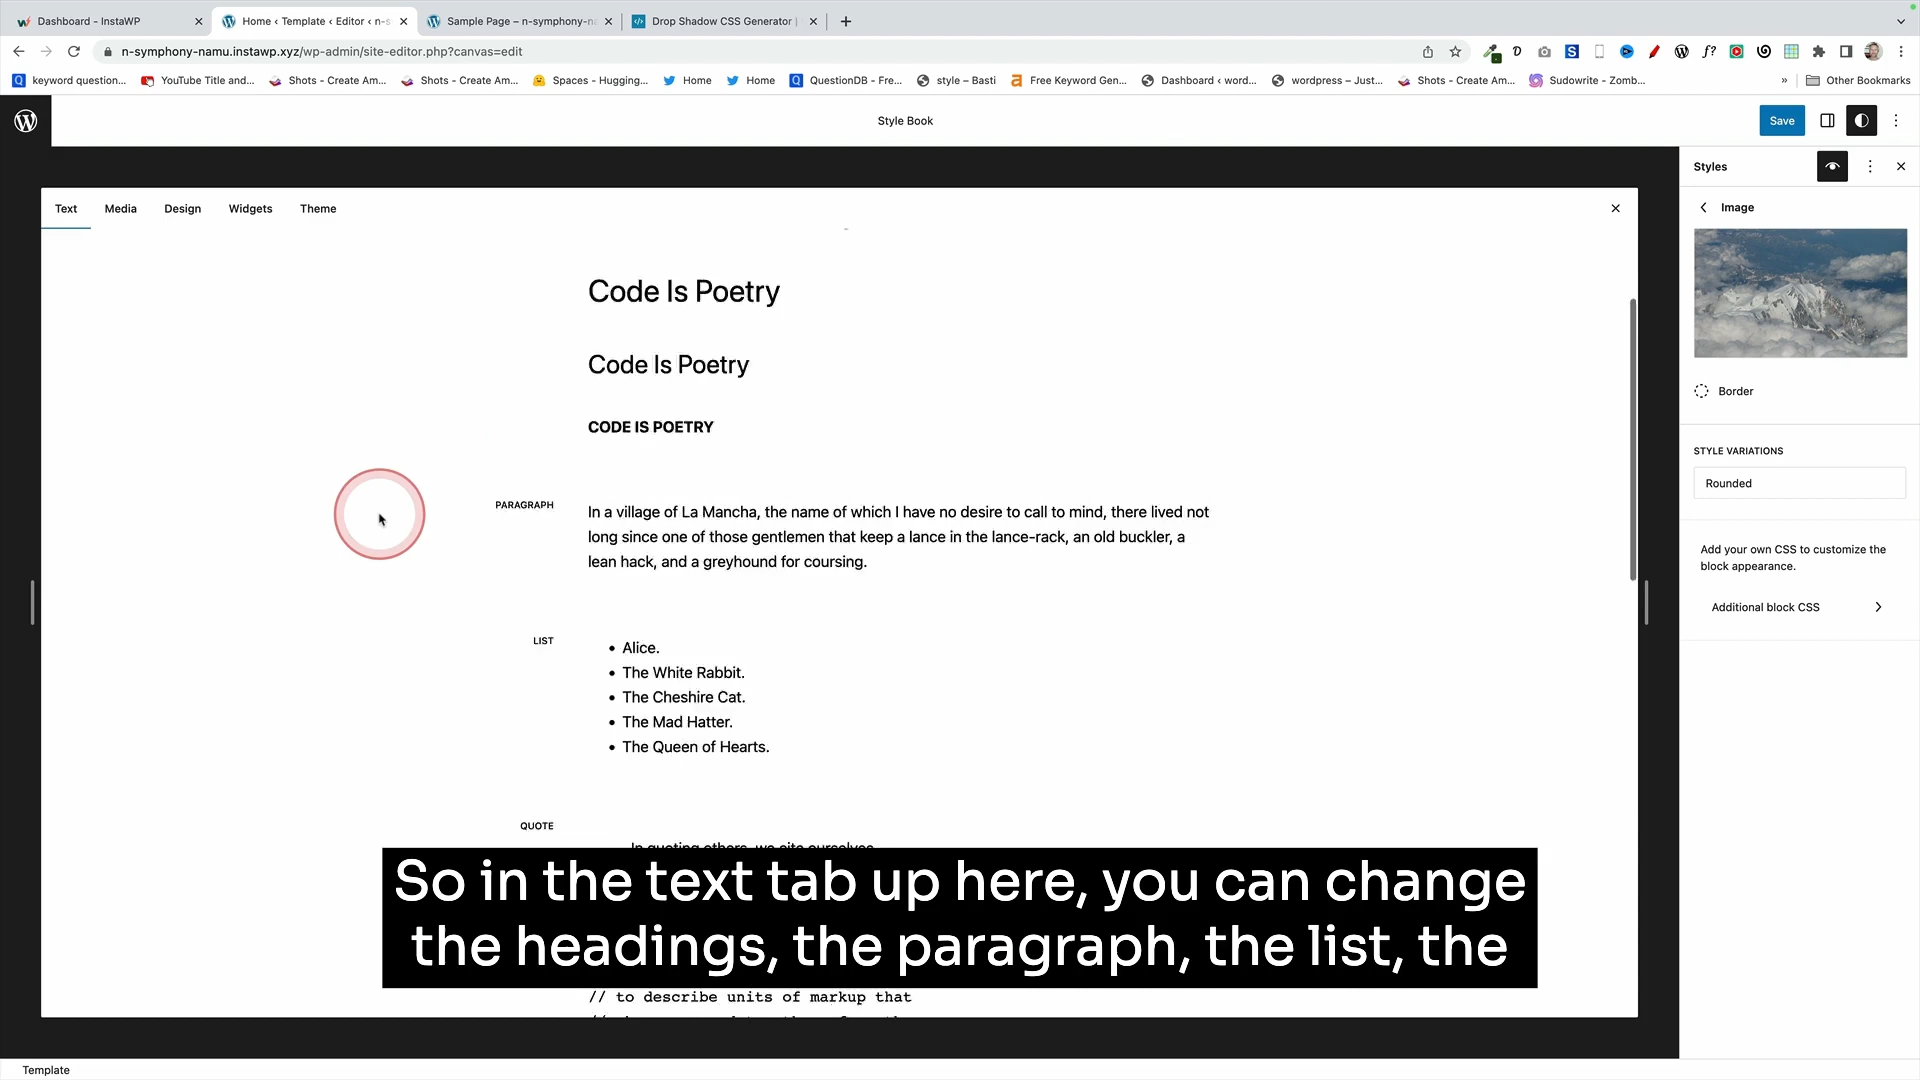 Dashboard - InstaWP
Home ‹ Template ‹ Editor ‹ n-s
Sample Page – n-symphony-n
Drop Shadow CSS Generator |
n-symphony-namu.instawp.xyz/wp-admin/site-editor.php?canvas=edit
keyword question...
YouTube Title and...
Shots - Create Am...
Shots - Create Am...
Spaces - Hugging...
Home
Home
QuestionDB - Fre...
style – Basti
Free Keyword Gen...
Dashboard ‹ word...
wordpress – Just...
Shots - Create Am...
Sudowrite - Zomb...
»
Other Bookmarks
Style Book
Save
Styles
Text
Media
Design
Widgets
Theme
Image
Code Is Poetry
Code Is Poetry
CODE IS POETRY
Border
STYLE VARIATIONS
Rounded
PARAGRAPH
In a village of La Mancha, the name of which I have no desire to call to mind, there lived not
long since one of those gentlemen that keep a lance in the lance-rack, an old buckler, a
lean hack, and a greyhound for coursing.
Add your own CSS to customize the
block appearance.
Additional block CSS
LIST
• Alice.
• The White Rabbit.
• The Cheshire Cat.
• The Mad Hatter.
• The Queen of Hearts.
QUOTE
In quoting others, we cite ourselves.
So in the text tab up here, you can change
the headings, the paragraph, the list, the
// to describe units of markup that
Template